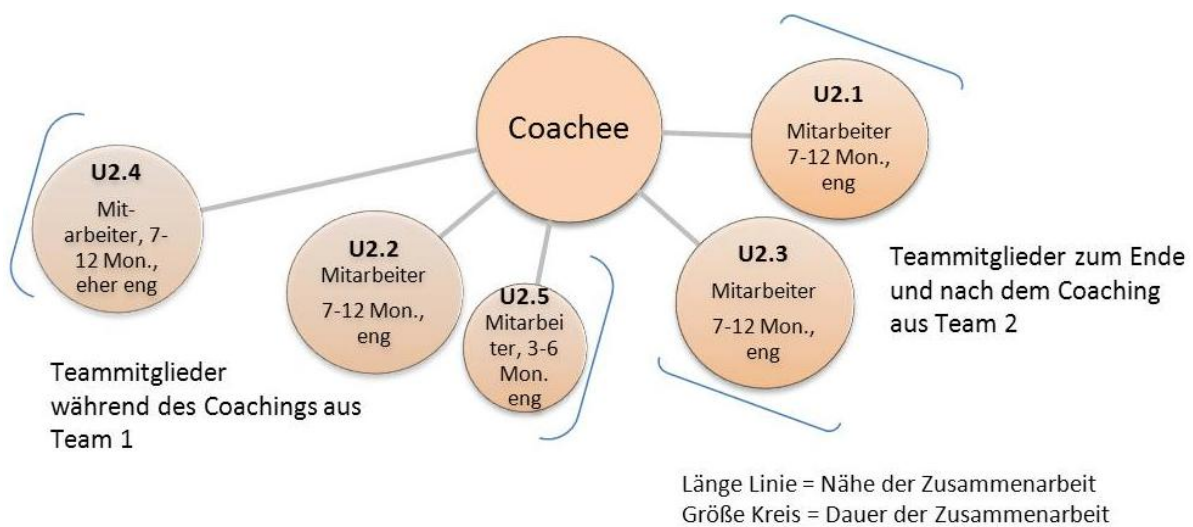 Coachee
U2.1
Mitarbeiter
7-12 Mon.,
eng
U2.4
Mit-
arbeiter, 7-
12 Mon.,
eher eng
U2.2
Mitarbeiter
7-12 Mon.,
eng
U2.5
Mitarbei
ter, 3-6
Mon.
eng
U2.3
Mitarbeiter
7-12 Mon.,
eng
Teammitglieder zum Ende
und nach dem Coaching
aus Team 2
Teammitglieder
während des Coachings aus
Team 1
Länge Linie = Nähe der Zusammenarbeit
Größe Kreis = Dauer der Zusammenarbeit